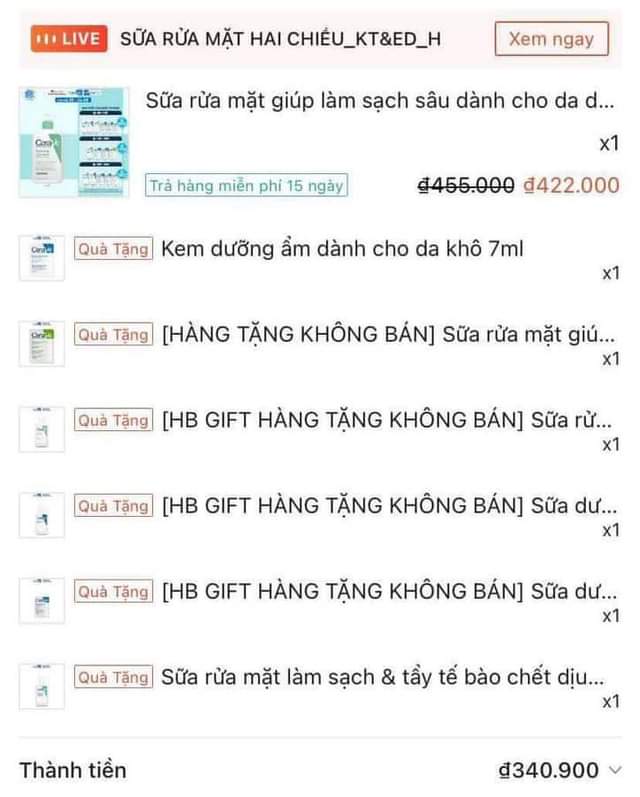 LIVE SỮA RỬA MẶT HAI CHIỀU_KT&ED_H Xem ngay
Sữa rửa mặt giúp làm sạch sâu dành cho da d...
x1
Trả hàng miễn phí 15 ngày ₫455.000 ₫422.000
Quà Tặng Kem dưỡng ẩm dành cho da khô 7ml
x1
Quà Tặng [HÀNG TẶNG KHÔNG BÁN] Sữa rửa mặt giú...
x1
Quà Tặng [HB GIFT HÀNG TẶNG KHÔNG BÁN] Sữa rử...
x1
Quà Tặng [HB GIFT HÀNG TẶNG KHÔNG BÁN] Sữa dư...
x1
Quà Tặng [HB GIFT HÀNG TẶNG KHÔNG BÁN] Sữa dư...
x1
Quà Tặng Sữa rửa mặt làm sạch & tẩy tế bào chết dịu...
x1
Thành tiền ₫340.900